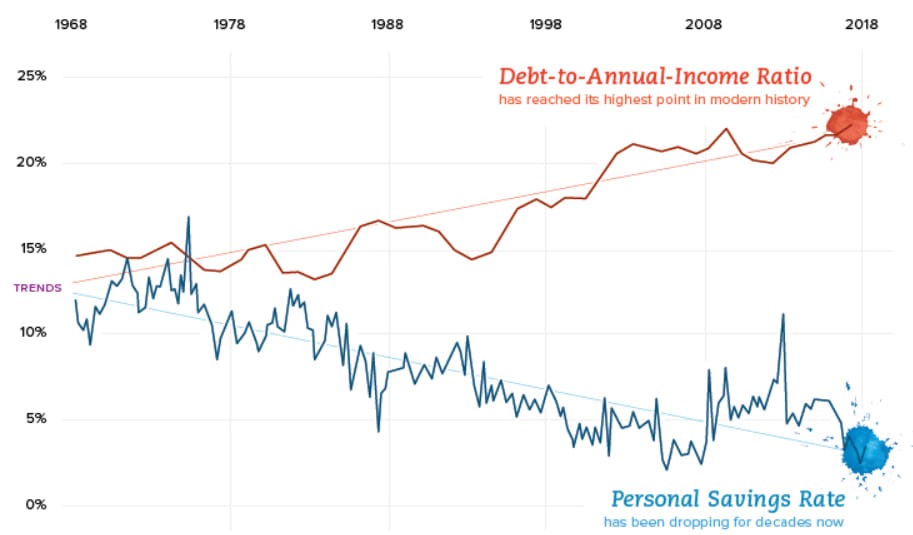 1968 1978 1988 1998 2008 2018
25%
Debt-to-Annual-Income Ratio
has reached its highest point in modern history
20%
15%
TRENDS
10%
5%
0%
Personal Savings Rate
has been dropping for decades now